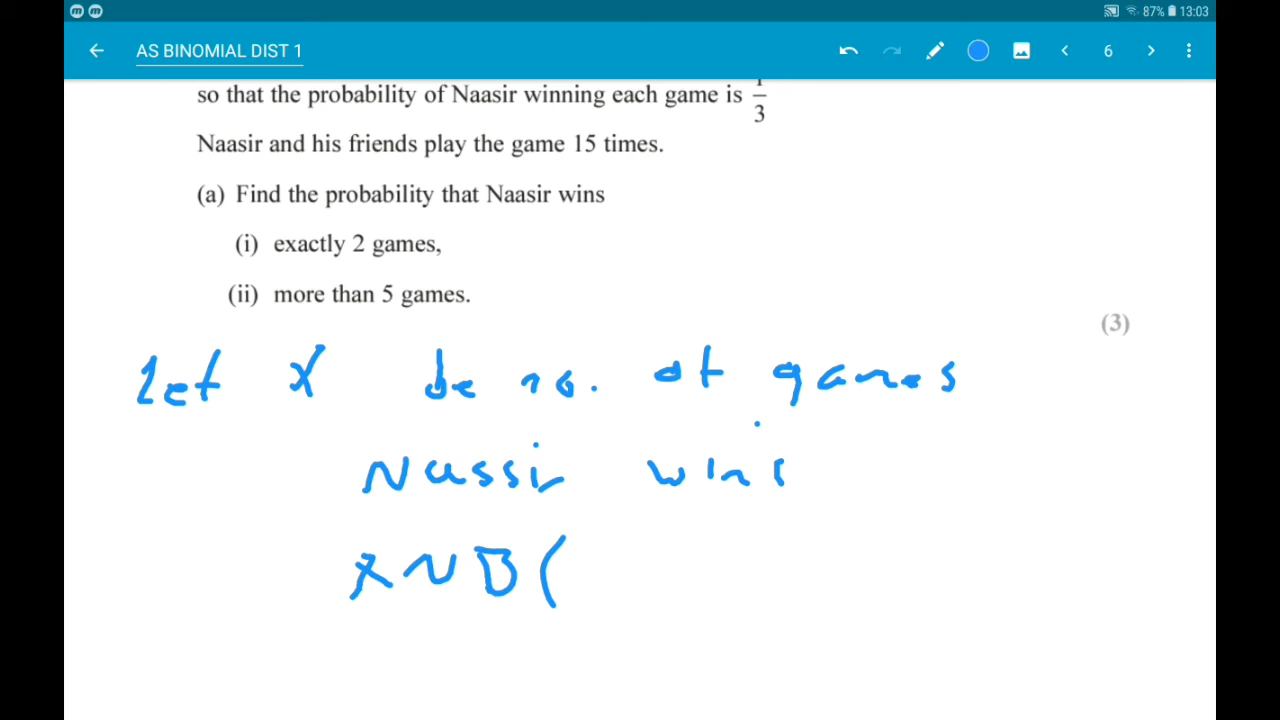 87% 13:03
AS BINOMIAL DIST 1
6
so that the probability of Naasir winning each game is 1/3
Naasir and his friends play the game 15 times.
(a) Find the probability that Naasir wins
(i) exactly 2 games,
(ii) more than 5 games.
(3)
Let X be no. of games
Nassir wins
X ~ B (